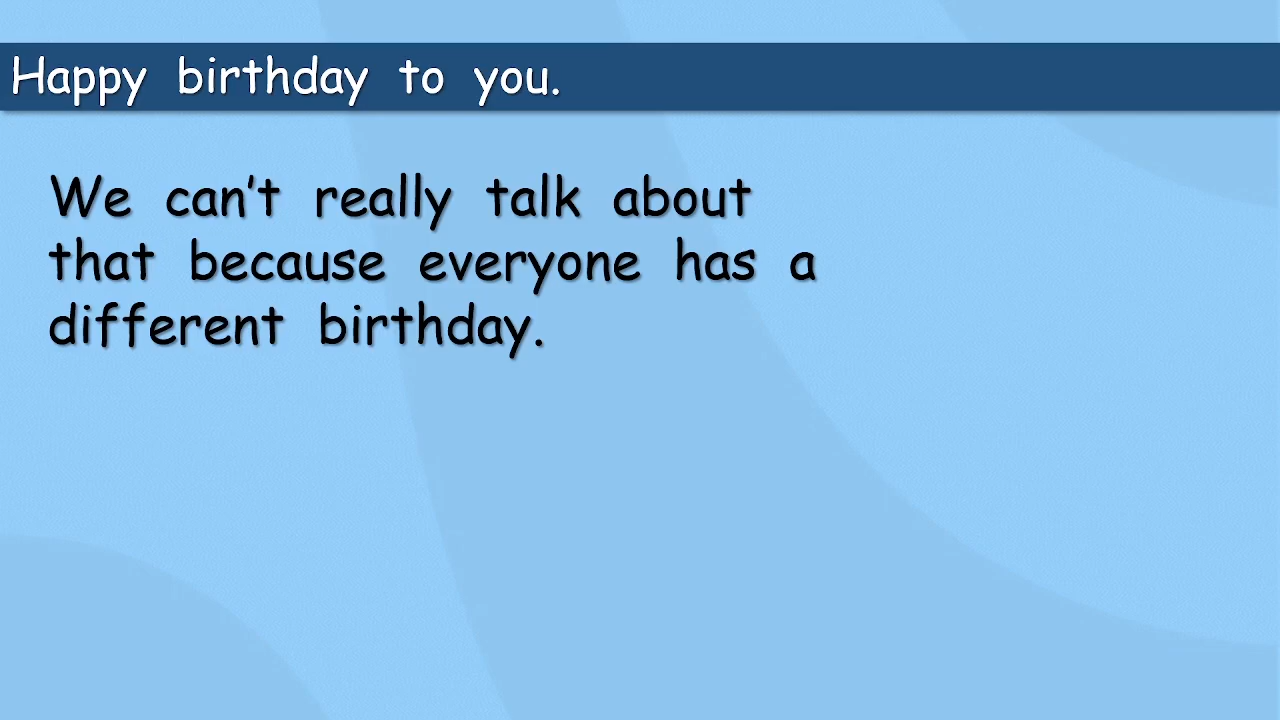 Happy birthday to you.
We can’t really talk about
that because everyone has a
different birthday.